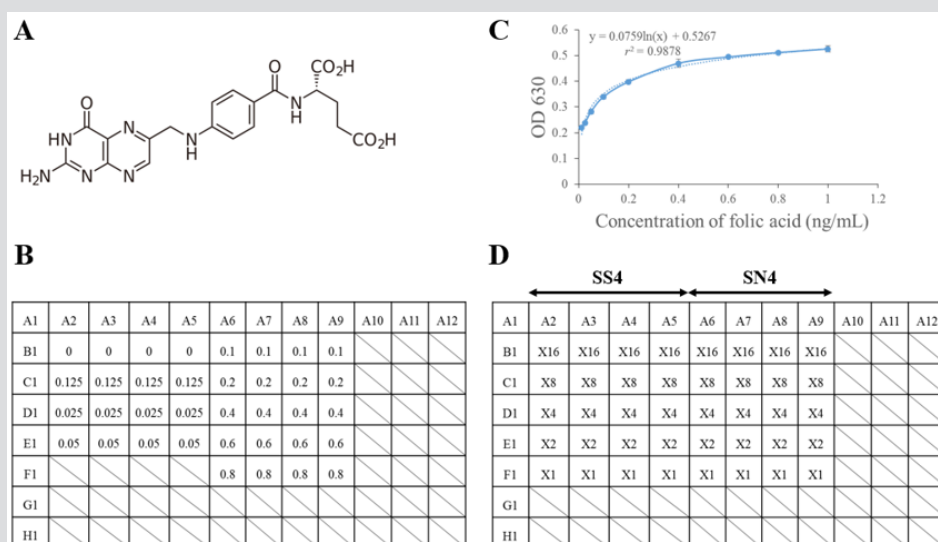 A
O
CO₂H
O
N
H
CO₂H
HN
N
N
H
H₂N
N
N
C
y = 0.0759ln(x) + 0.5267
r² = 0.9878
0.6
0.5
0.4
0.3
0.2
0.1
0
OD 630
0 0.2 0.4 0.6 0.8 1 1.2
Concentration of folic acid (ng/mL)
B
A1 A2 A3 A4 A5 A6 A7 A8 A9 A10 A11 A12
B1 0 0 0 0 0.1 0.1 0.1 0.1
C1 0.125 0.125 0.125 0.125 0.2 0.2 0.2 0.2
D1 0.025 0.025 0.025 0.025 0.4 0.4 0.4 0.4
E1 0.05 0.05 0.05 0.05 0.6 0.6 0.6 0.6
F1 0.8 0.8 0.8 0.8
G1
H1
D
SS4 SN4
A1 A2 A3 A4 A5 A6 A7 A8 A9 A10 A11 A12
B1 X16 X16 X16 X16 X16 X16 X16 X16
C1 X8 X8 X8 X8 X8 X8 X8 X8
D1 X4 X4 X4 X4 X4 X4 X4 X4
E1 X2 X2 X2 X2 X2 X2 X2 X2
F1 X1 X1 X1 X1 X1 X1 X1 X1
G1
H1